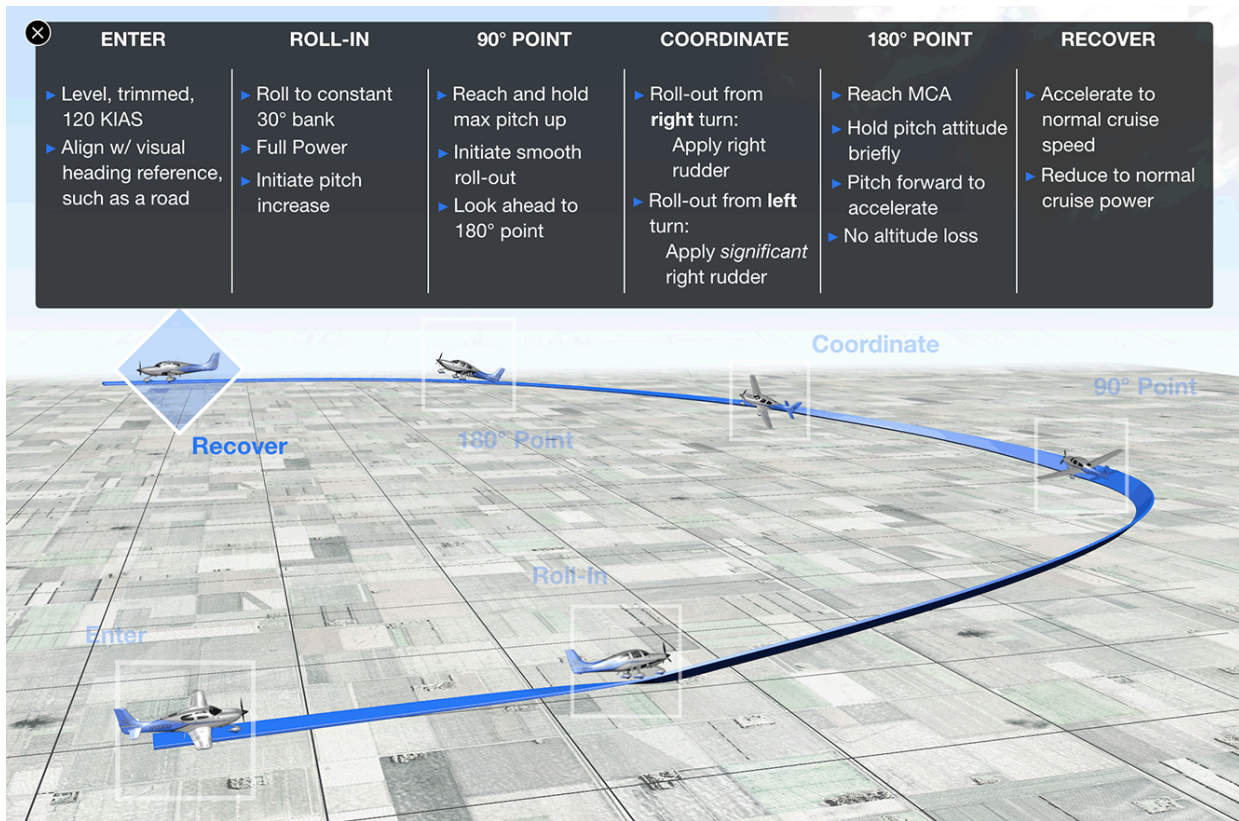 ENTER
Level, trimmed,
120 KIAS
Align w/ visual
heading reference,
such as a road
ROLL-IN
Roll to constant
30° bank
Full Power
Initiate pitch
increase
90° POINT
Reach and hold
max pitch up
Initiate smooth
roll-out
Look ahead to
180° point
COORDINATE
Roll-out from
right turn:
Apply right
rudder
Roll-out from left
turn:
Apply significant
right rudder
180° POINT
Reach MCA
Hold pitch attitude
briefly
Pitch forward to
accelerate
No altitude loss
RECOVER
Accelerate to
normal cruise
speed
Reduce to normal
cruise power
Coordinate
90° Point
180° Point
Recover
Roll-In
Enter